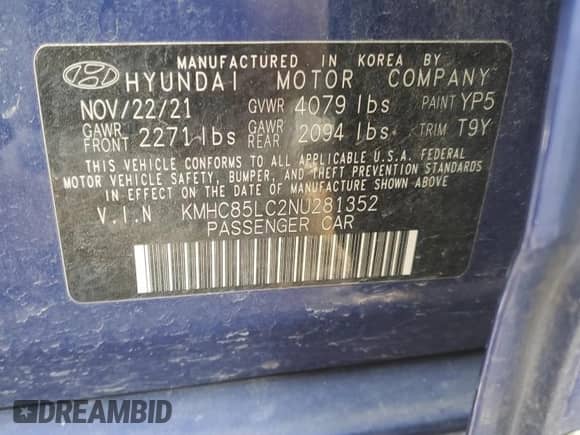 MANUFACTURED IN KOREA BY
HYUNDAI MOTOR COMPANY
NOV/22/21 GVWR 4079 lbs PAINT YP5
GAWR FRONT 2271 lbs GAWR REAR 2094 lbs TRIM T9Y
THIS VEHICLE CONFORMS TO ALL APPLICABLE U.S.A. FEDERAL
MOTOR VEHICLE SAFETY, BUMPER, AND THEFT PREVENTION STANDARDS
IN EFFECT ON THE DATE OF MANUFACTURE SHOWN ABOVE
V.I.N KMHC85LC2NU281352
PASSENGER CAR
DREAMBID